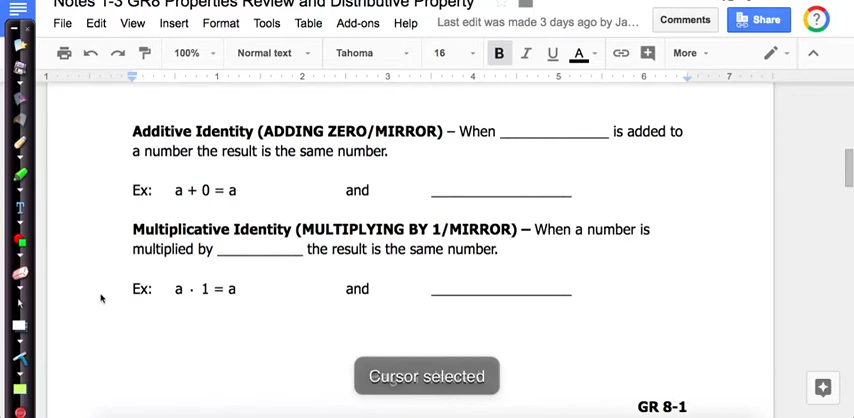 Notes 1-3 GR8 Properties Review and Distributive Property
File Edit View Insert Format Tools Table Add-ons Help Last edit was made 3 days ago by Ja... Comments Share ?
100% Normal text Tahoma 16 B I U A More
1 1 2 3 4 5 6 7
Additive Identity (ADDING ZERO/MIRROR) – When _____________ is added to
a number the result is the same number.
Ex: a + 0 = a and _________________
Multiplicative Identity (MULTIPLYING BY 1/MIRROR) – When a number is
multiplied by __________ the result is the same number.
Ex: a · 1 = a and _________________
Cursor selected
GR 8-1
T